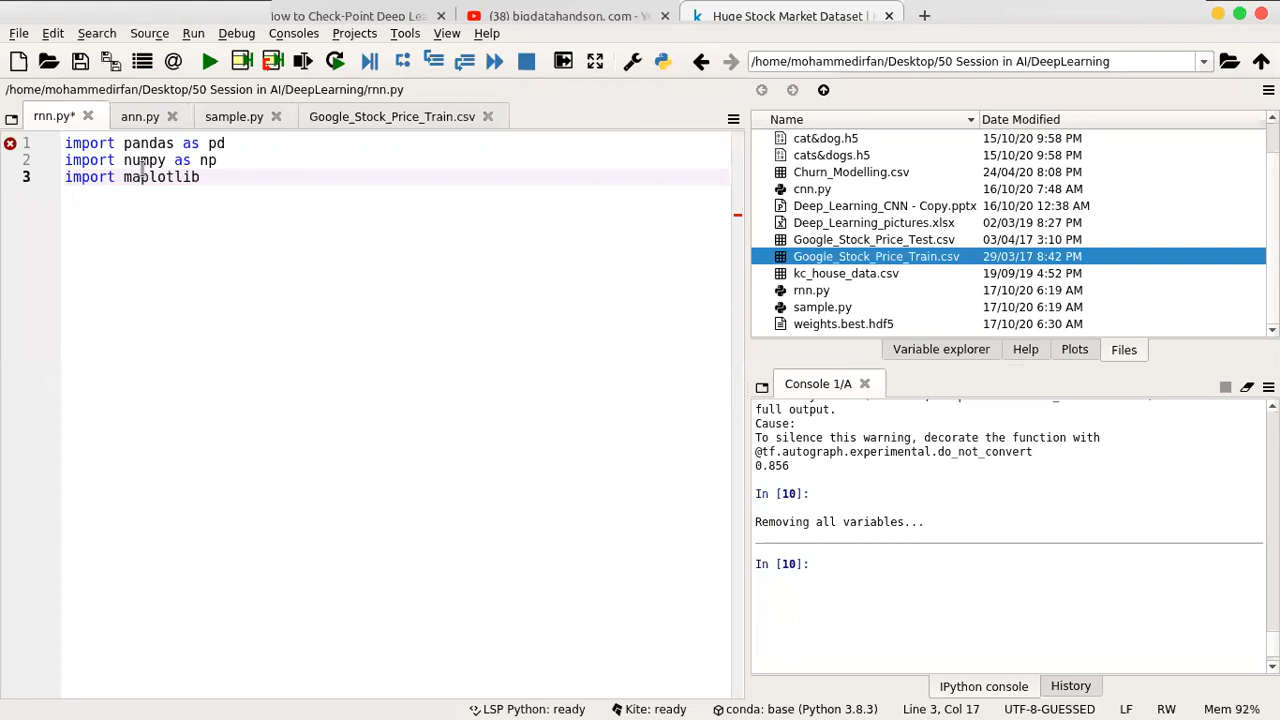 How to Check-Point Deep Lea
(38) bigdatahandson. com - Yo
Huge Stock Market Dataset | K
File Edit Search Source Run Debug Consoles Projects Tools View Help
/home/mohammedirfan/Desktop/50 Session in AI/DeepLearning
/home/mohammedirfan/Desktop/50 Session in AI/DeepLearning/rnn.py
rnn.py* ann.py sample.py Google_Stock_Price_Train.csv
1 import pandas as pd
2 import numpy as np
3 import maplotlib
Name Date Modified
cat&dog.h5 15/10/20 9:58 PM
cats&dogs.h5 15/10/20 9:58 PM
Churn_Modelling.csv 24/04/20 8:08 PM
cnn.py 16/10/20 7:48 AM
Deep_Learning_CNN - Copy.pptx 16/10/20 12:38 AM
Deep_Learning_pictures.xlsx 02/03/19 8:27 PM
Google_Stock_Price_Test.csv 03/04/17 3:10 PM
Google_Stock_Price_Train.csv 29/03/17 8:42 PM
kc_house_data.csv 19/09/19 4:52 PM
rnn.py 17/10/20 6:19 AM
sample.py 17/10/20 6:19 AM
weights.best.hdf5 17/10/20 6:30 AM
Variable explorer Help Plots Files
Console 1/A
full output.
Cause:
To silence this warning, decorate the function with
@tf.autograph.experimental.do_not_convert
0.856
In [10]:
Removing all variables...
In [10]:
IPython console History
LSP Python: ready Kite: ready conda: base (Python 3.8.3) Line 3, Col 17 UTF-8-GUESSED LF RW Mem 92%